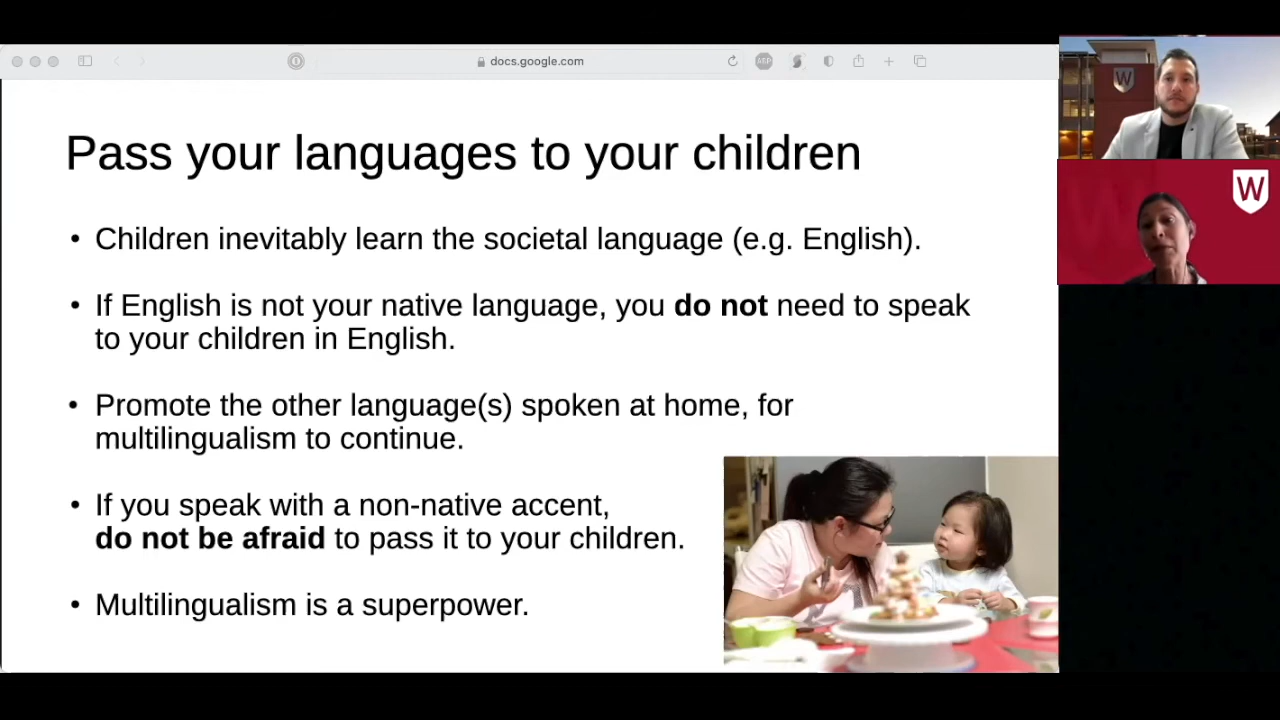 docs.google.com
ABP
Pass your languages to your children
• Children inevitably learn the societal language (e.g. English).
• If English is not your native language, you do not need to speak
to your children in English.
• Promote the other language(s) spoken at home, for
multilingualism to continue.
• If you speak with a non-native accent,
do not be afraid to pass it to your children.
• Multilingualism is a superpower.
W
W